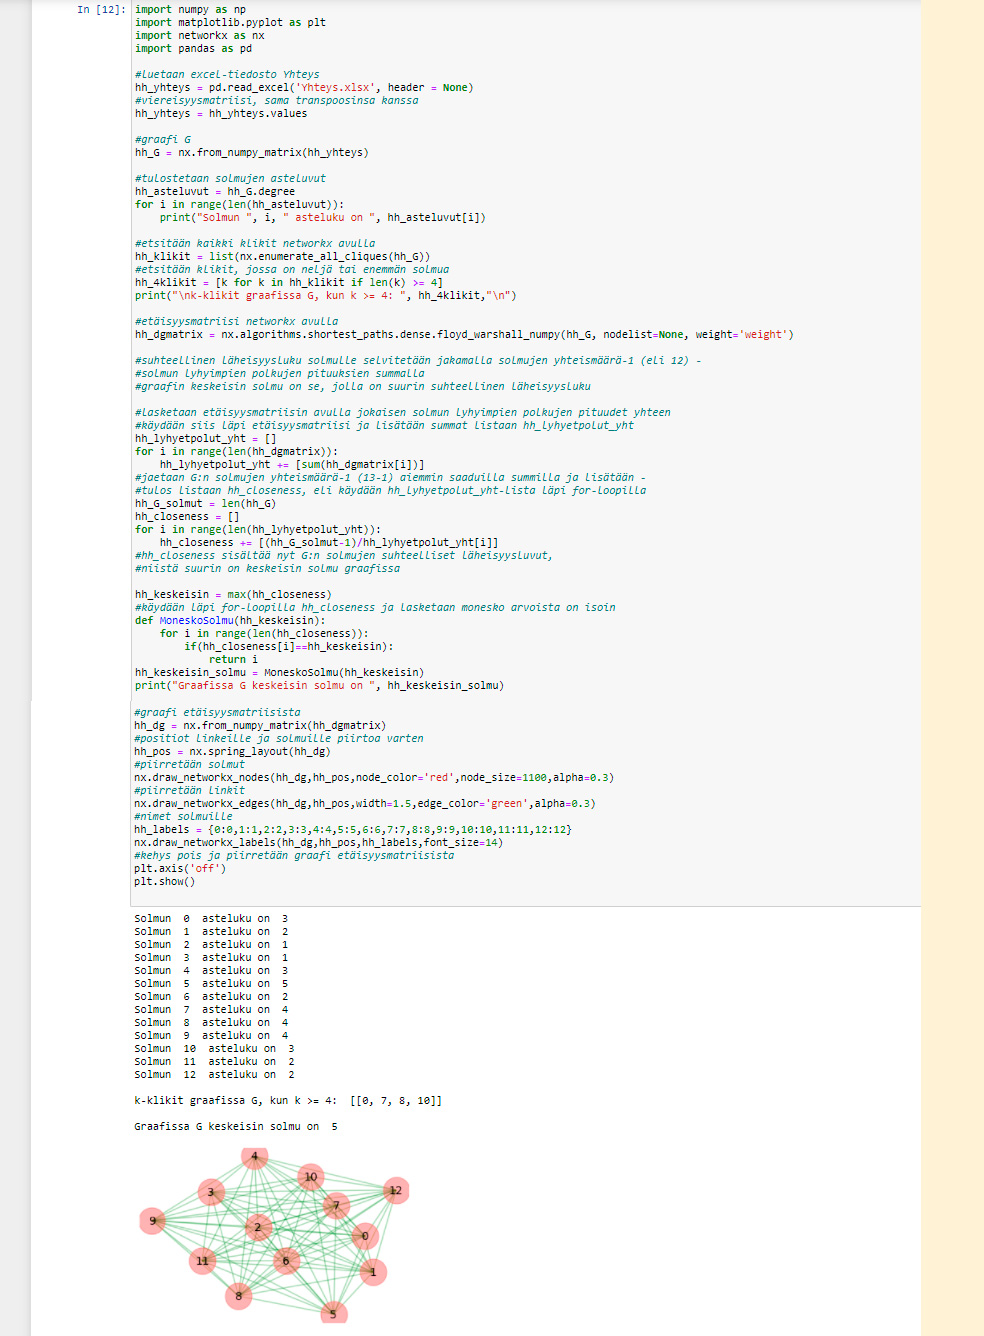 In [12]: import numpy as np
import matplotlib.pyplot as plt
import networkx as nx
import pandas as pd
#luetaan excel-tiedosto Yhteys
hh_yhteys = pd.read_excel('Yhteys.xlsx', header = None)
#viereisyysmatriisi, sama transpoosinsa kanssa
hh_yhteys = hh_yhteys.values
#graafi G
hh_G = nx.from_numpy_matrix(hh_yhteys)
#tulostetaan solmujen asteluvut
hh_asteluvut = hh_G.degree
for i in range(len(hh_asteluvut)):
    print("Solmun ", i, " asteluku on ", hh_asteluvut[i])
#etsitään kaikki klikit networkx avulla
hh_klikit = list(nx.enumerate_all_cliques(hh_G))
#etsitään klikit, jossa on neljä tai enemmän solmua
hh_4klikit = [k for k in hh_klikit if len(k) >= 4]
print("\nk-klikit graafissa G, kun k >= 4: ", hh_4klikit,"\n")
#etäisyysmatriisi networkx avulla
hh_dgmatrix = nx.algorithms.shortest_paths.dense.floyd_warshall_numpy(hh_G, nodelist=None, weight='weight')
#suhteellinen läheisyysluku solmulle selvitetään jakamalla solmujen yhteismäärä-1 (eli 12) -
#solmun lyhyimpien polkujen pituuksien summalla
#graafin keskeisin solmu on se, jolla on suurin suhteellinen läheisyysluku
#lasketaan etäisyysmatriisin avulla jokaisen solmun lyhyimpien polkujen pituudet yhteen
#käydään siis läpi etäisyysmatriisi ja lisätään summat listaan hh_lyhyetpolut_yht
hh_lyhyetpolut_yht = []
for i in range(len(hh_dgmatrix)):
    hh_lyhyetpolut_yht += [sum(hh_dgmatrix[i])]
#jaetaan G:n solmujen yhteismäärä-1 (13-1) aiemmin saaduilla summilla ja lisätään -
#tulos listaan hh_closeness, eli käydään hh_lyhyetpolut_yht-lista läpi for-loopilla
hh_G_solmut = len(hh_G)
hh_closeness = []
for i in range(len(hh_lyhyetpolut_yht)):
    hh_closeness += [(hh_G_solmut-1)/hh_lyhyetpolut_yht[i]]
#hh_closeness sisältää nyt G:n solmujen suhteelliset läheisyysluvut,
#niistä suurin on keskeisin solmu graafissa
hh_keskeisin = max(hh_closeness)
#käydään läpi for-loopilla hh_closeness ja lasketaan monesko arvoista on isoin
def MoneskoSolmu(hh_keskeisin):
    for i in range(len(hh_closeness)):
        if(hh_closeness[i]==hh_keskeisin):
            return i
hh_keskeisin_solmu = MoneskoSolmu(hh_keskeisin)
print("Graafissa G keskeisin solmu on ", hh_keskeisin_solmu)
#graafi etäisyysmatriisista
hh_dg = nx.from_numpy_matrix(hh_dgmatrix)
#positiot linkeille ja solmuille piirtoa varten
hh_pos = nx.spring_layout(hh_dg)
#piirretään solmut
nx.draw_networkx_nodes(hh_dg,hh_pos,node_color='red',node_size=1100,alpha=0.3)
#piirretään linkit
nx.draw_networkx_edges(hh_dg,hh_pos,width=1.5,edge_color='green',alpha=0.3)
#nimet solmuille
hh_labels = {0:0,1:1,2:2,3:3,4:4,5:5,6:6,7:7,8:8,9:9,10:10,11:11,12:12}
nx.draw_networkx_labels(hh_dg,hh_pos,hh_labels,font_size=14)
#kehys pois ja piirretään graafi etäisyysmatriisista
plt.axis('off')
plt.show()
Solmun  0  asteluku on  3
Solmun  1  asteluku on  2
Solmun  2  asteluku on  1
Solmun  3  asteluku on  1
Solmun  4  asteluku on  3
Solmun  5  asteluku on  5
Solmun  6  asteluku on  2
Solmun  7  asteluku on  4
Solmun  8  asteluku on  4
Solmun  9  asteluku on  4
Solmun  10  asteluku on  3
Solmun  11  asteluku on  2
Solmun  12  asteluku on  2
k-klikit graafissa G, kun k >= 4:  [[0, 7, 8, 10]]
Graafissa G keskeisin solmu on  5
4
10
3
12
7
9
2
0
11
6
1
8
5